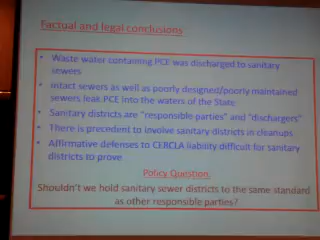 Factual and legal conclusions
• Waste water containing PCE was discharged to sanitary
sewers
• Intact sewers as well as poorly designed/poorly maintained
sewers leak PCE into the waters of the State
• Sanitary districts are "responsible parties" and "dischargers"
• There is precedent to involve sanitary districts in cleanups
• Affirmative defenses to CERCLA liability difficult for sanitary
districts to prove
Policy Question:
Shouldn't we hold sanitary sewer districts to the same standard
as other responsible parties?